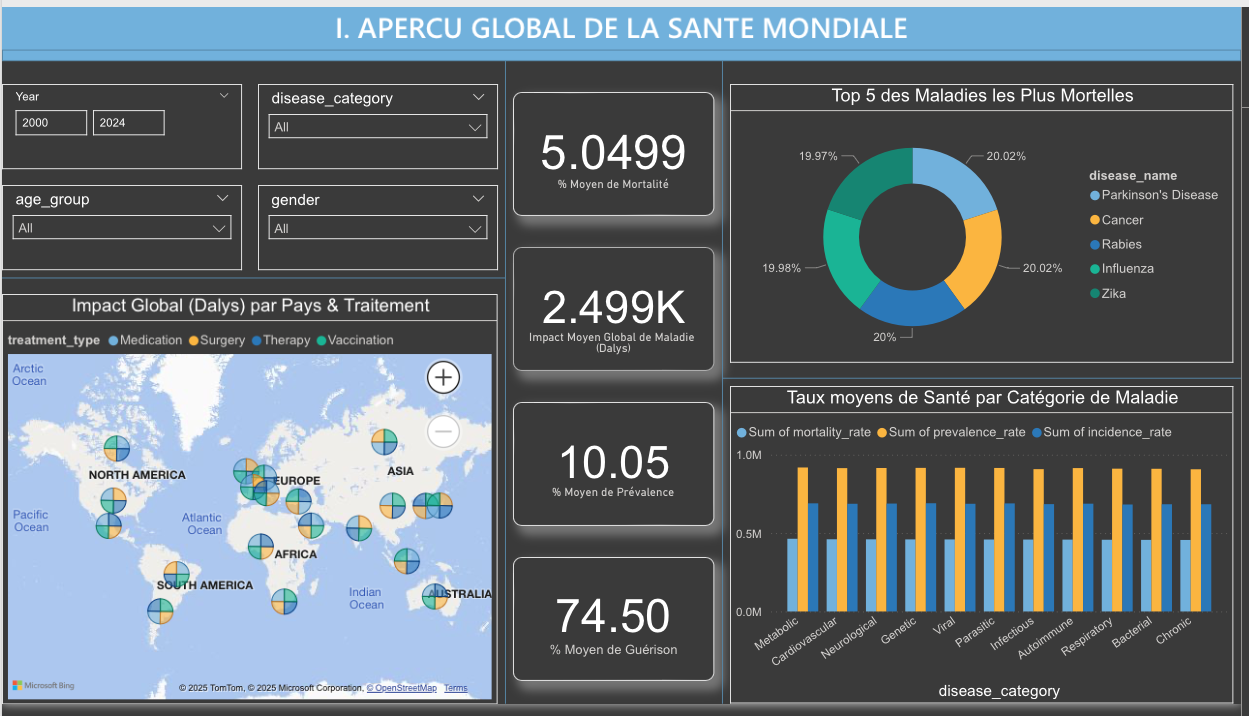 I. APERCU GLOBAL DE LA SANTE MONDIALE
Year
2000 2024
disease_category
All
age_group
All
gender
All
Impact Global (Dalys) par Pays & Traitement
treatment_type Medication Surgery Therapy Vaccination
Arctic
Ocean
NORTH AMERICA
EUROPE
ASIA
Pacific
Ocean
Atlantic
Ocean
AFRICA
SOUTH AMERICA
Indian
Ocean
AUSTRALIA
Microsoft Bing
© 2025 TomTom, © 2025 Microsoft Corporation, © OpenStreetMap Terms
5.0499
% Moyen de Mortalité
2.499K
Impact Moyen Global de Maladie
(Dalys)
10.05
% Moyen de Prévalence
74.50
% Moyen de Guérison
Top 5 des Maladies les Plus Mortelles
19.97%
20.02%
19.98%
20.02%
20%
disease_name
Parkinson's Disease
Cancer
Rabies
Influenza
Zika
Taux moyens de Santé par Catégorie de Maladie
Sum of mortality_rate Sum of prevalence_rate Sum of incidence_rate
1.0M
0.5M
0.0M
Metabolic
Cardiovascular
Neurological
Genetic
Viral
Parasitic
Infectious
Autoimmune
Respiratory
Bacterial
Chronic
disease_category